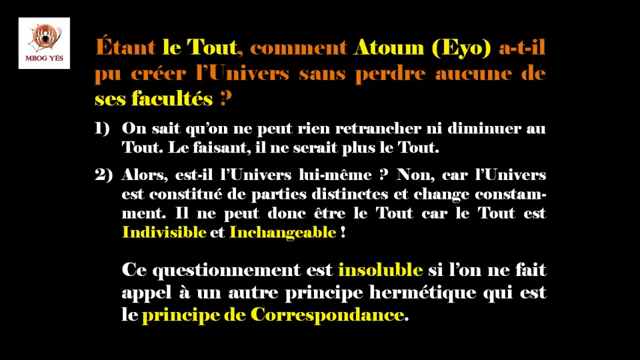 MBOG YÉS
Étant le Tout, comment Atoum (Eyo) a-t-il
pu créer l'Univers sans perdre aucune de
ses facultés ?
1) On sait qu'on ne peut rien retrancher ni diminuer au
Tout. Le faisant, il ne serait plus le Tout.
2) Alors, est-il l'Univers lui-même ? Non, car l'Univers
est constitué de parties distinctes et change constam-
ment. Il ne peut donc être le Tout car le Tout est
Indivisible et Inchangeable !
Ce questionnement est insoluble si l'on ne fait
appel à un autre principe hermétique qui est
le principe de Correspondance.